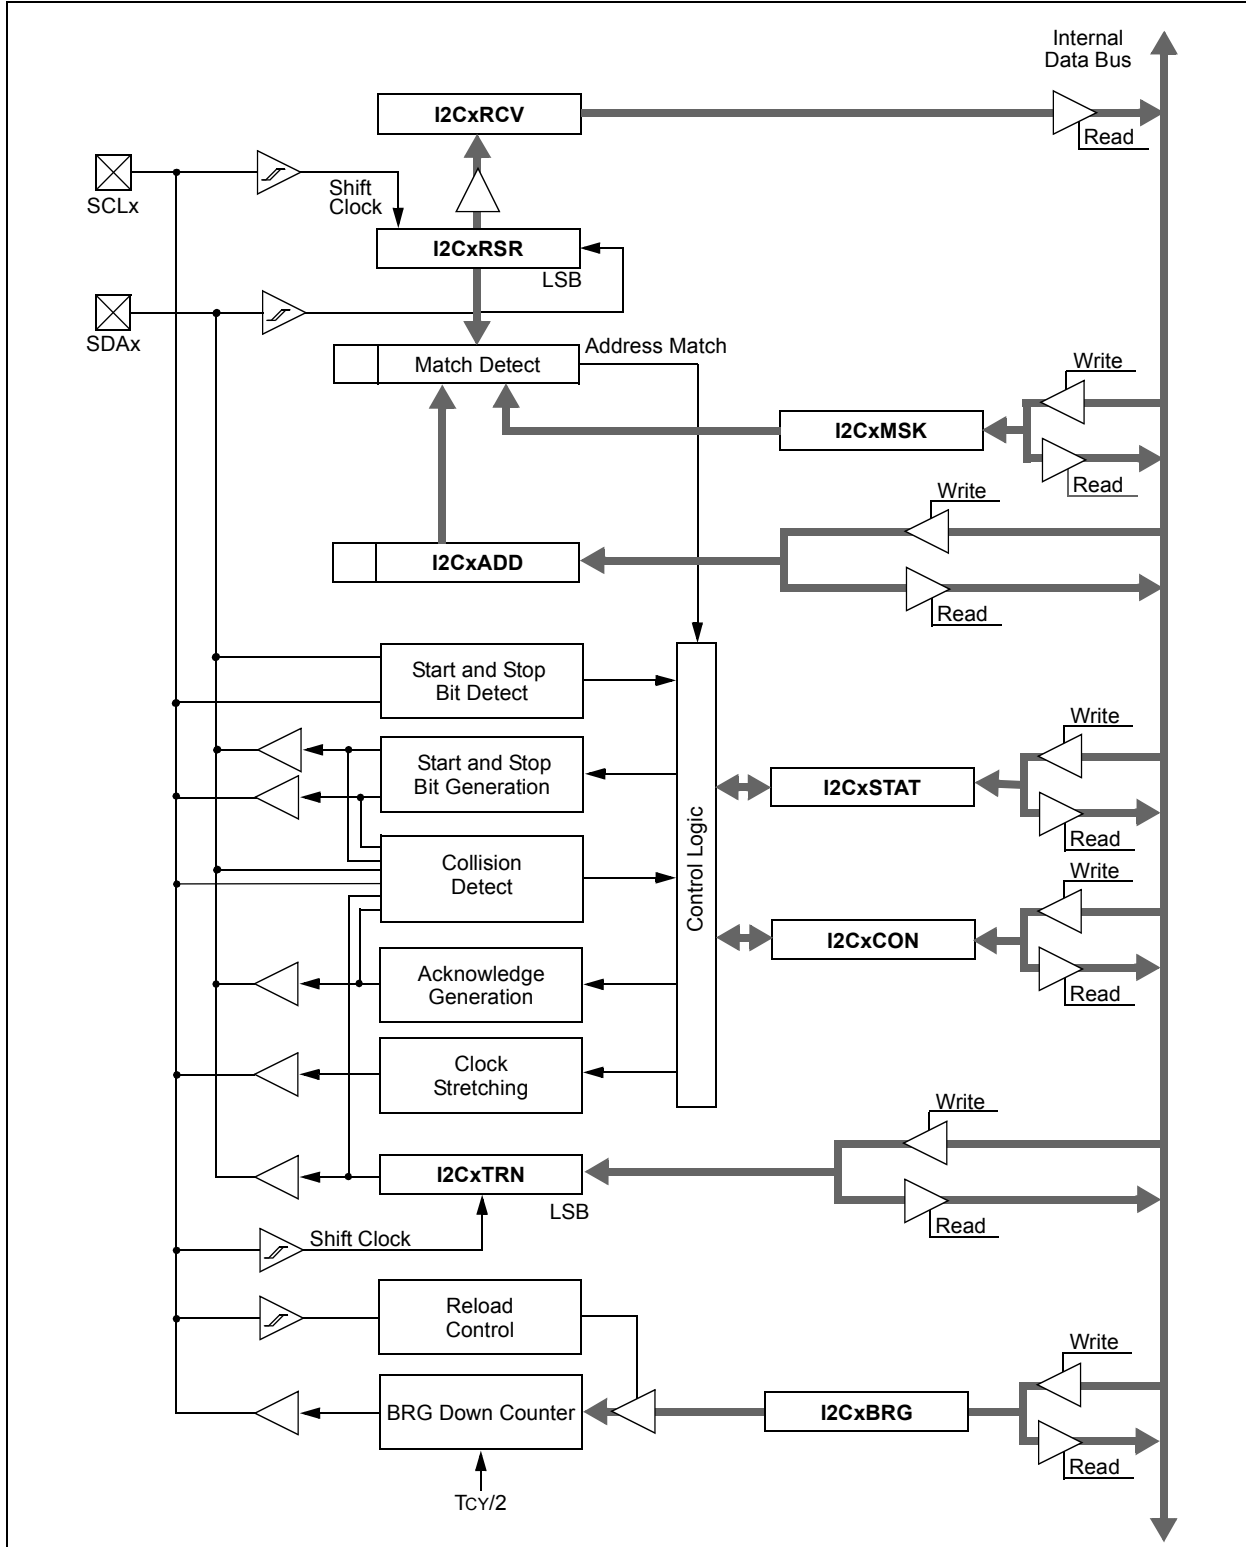 Internal
Data Bus
I2CxRCV
Read
SCLx
Shift
Clock
I2CxRSR
LSB
SDAx
Address Match
Match Detect
Write
I2CxMSK
Read
Write
I2CxADD
Read
Start and Stop
Bit Detect
Write
Start and Stop
Bit Generation
I2CxSTAT
Read
Control Logic
Collision
Detect
Write
I2CxCON
Acknowledge
Generation
Read
Clock
Stretching
Write
I2CxTRN
LSB
Read
Shift Clock
Reload
Control
Write
BRG Down Counter
I2CxBRG
Read
TCY/2